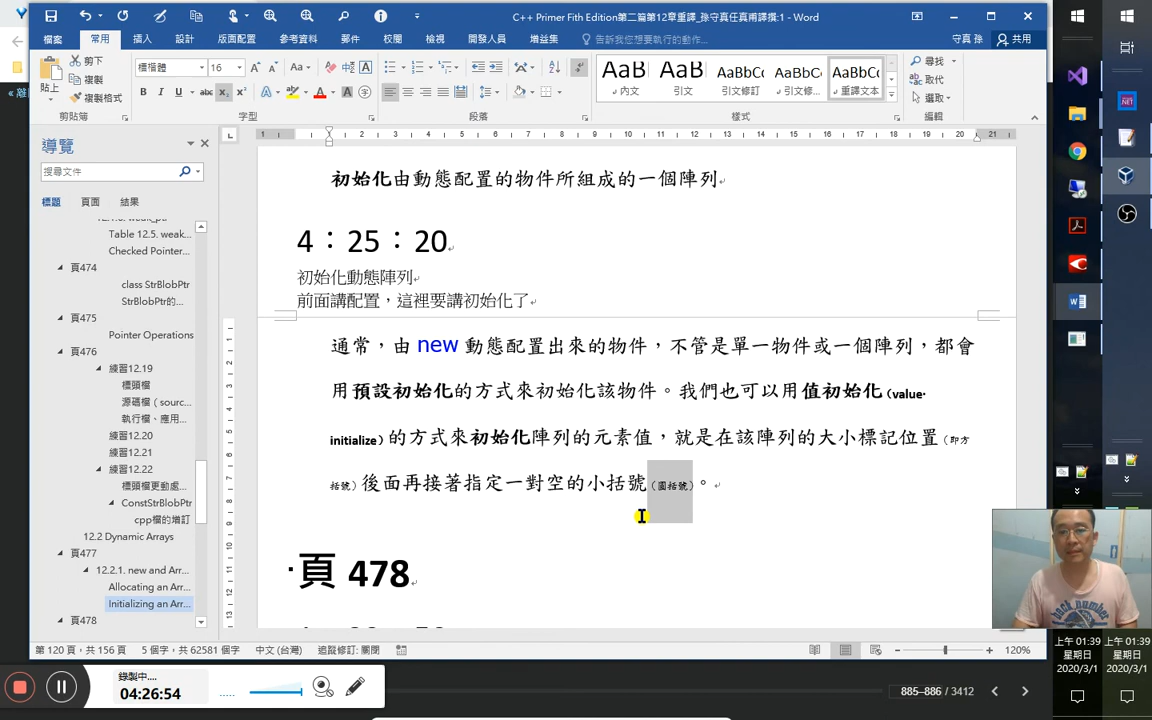 C++ Primer Fith Edition第二篇第12章重譯_孫守真任真甫譯撰:1 - Word
檔案 常用 插入 設計 版面配置 參考資料 郵件 校閱 檢視 開發人員 增益集 告訴我您想要執行的動作... 守真 孫 共用
貼上 剪下 複製 複製格式
標楷體 16
AaB AaB AaBbCc AaBbCc AaBbCc
內文 引文 引文修訂 引文修... 重譯文本
尋找 取代 選取
剪貼簿 字型 段落 樣式 編輯
導覽
搜尋文件
標題 頁面 結果
Table 12.5. weak...
Checked Pointer...
頁474
class StrBlobPtr
StrBlobPtr的...
頁475
Pointer Operations
頁476
練習12.19
標頭檔
源碼檔（sourc...
執行檔、應用...
練習12.20
練習12.21
練習12.22
標頭檔更動處...
ConstStrBlobPtr
cpp檔的增訂
12.2 Dynamic Arrays
頁477
12.2.1. new and Arr...
Allocating an Arr...
Initializing an Arr...
頁478
初始化由動態配置的物件所組成的一個陣列
4：25：20
初始化動態陣列
前面講配置，這裡要講初始化了
通常，由 new 動態配置出來的物件，不管是單一物件或一個陣列，都會
用預設初始化的方式來初始化該物件。我們也可以用值初始化（value-
initialize）的方式來初始化陣列的元素值，就是在該陣列的大小標記位置（即方
括號）後面再接著指定一對空的小括號（圓括號）。
頁 478
第 120 頁，共 156 頁 5 個字，共 62581 個字 中文 (台灣) 追蹤修訂: 關閉 120%
錄製中....
04:26:54
885–886 / 3412
上午 01:39 上午 01:39
星期日 星期日
2020/3/1 2020/3/1